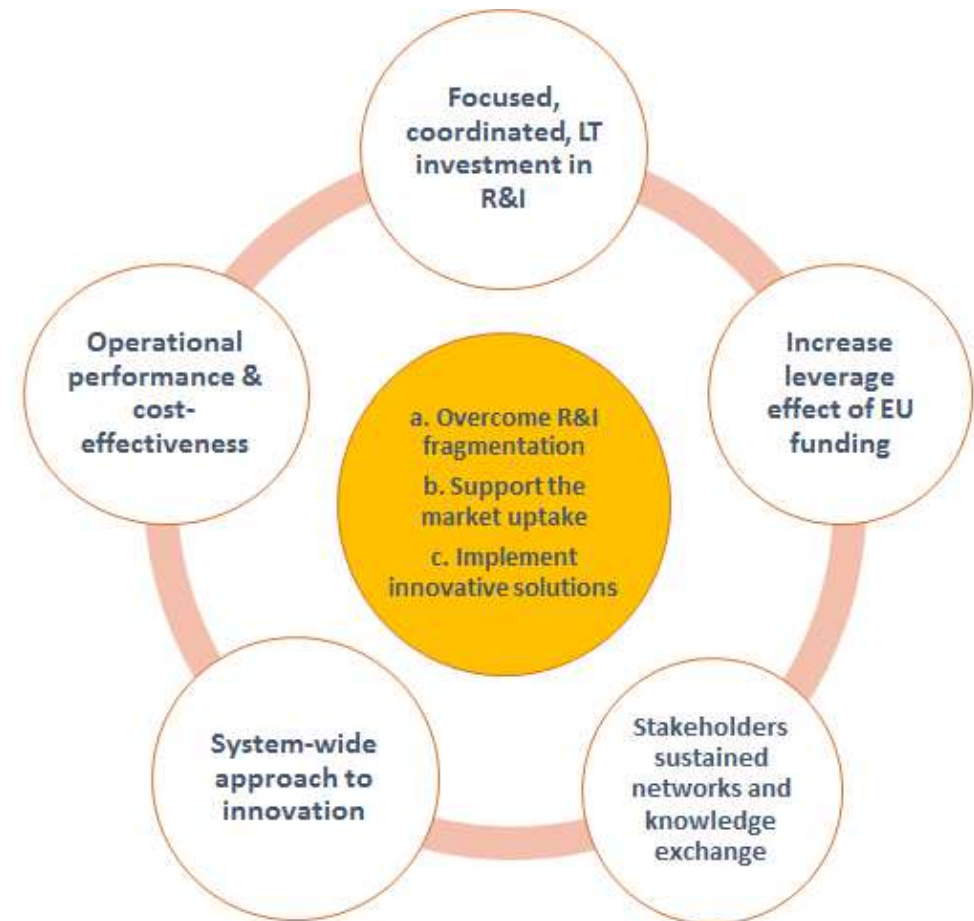 Focused,
coordinated, LT
investment in
R&I
Increase
leverage
effect of EU
funding
Stakeholders
sustained
networks and
knowledge
exchange
System-wide
approach to
innovation
Operational
performance &
cost-
effectiveness
a. Overcome R&I
fragmentation
b. Support the
market uptake
c. Implement
innovative solutions